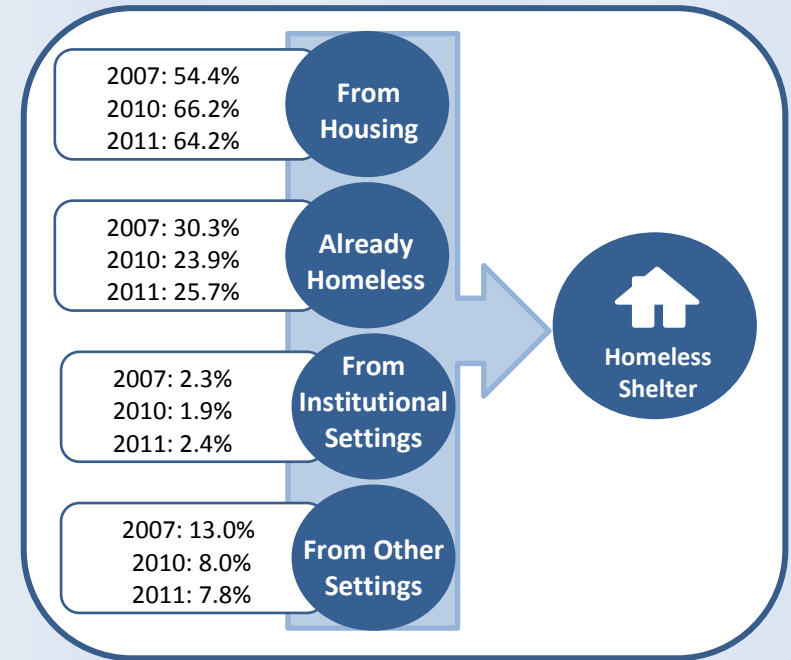 2007: 54.4%
2010: 66.2%
2011: 64.2%
From
Housing
2007: 30.3%
2010: 23.9%
2011: 25.7%
Already
Homeless
2007: 2.3%
2010: 1.9%
2011: 2.4%
From
Institutional
Settings
2007: 13.0%
2010: 8.0%
2011: 7.8%
From Other
Settings
Homeless
Shelter